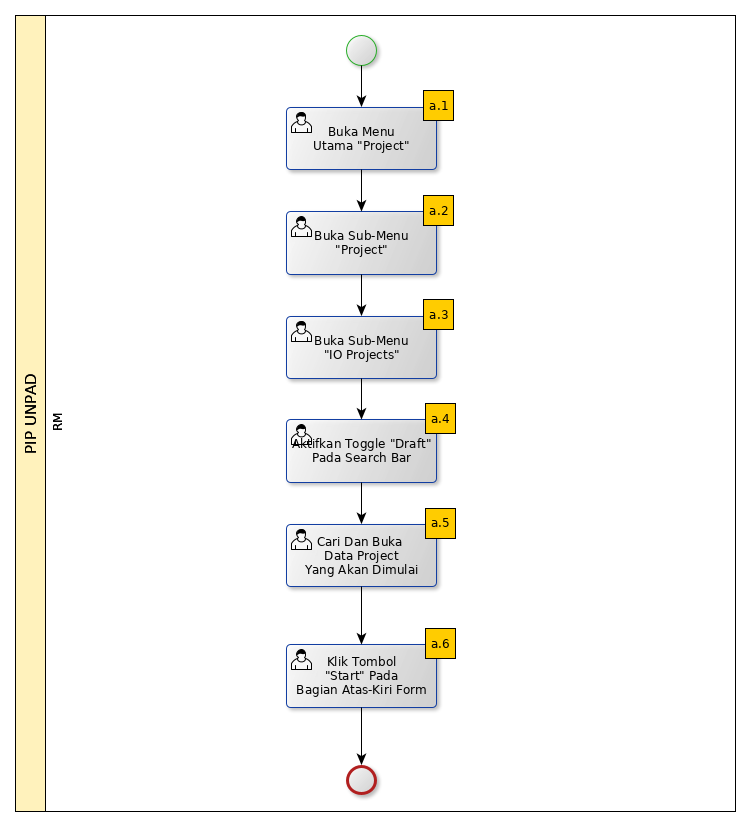 PIP UNPAD
RM
a.1
Buka Menu
Utama "Project"
a.2
Buka Sub-Menu
"Project"
a.3
Buka Sub-Menu
"IO Projects"
a.4
Aktifkan Toggle "Draft"
Pada Search Bar
a.5
Cari Dan Buka
Data Project
Yang Akan Dimulai
a.6
Klik Tombol
"Start" Pada
Bagian Atas-Kiri Form